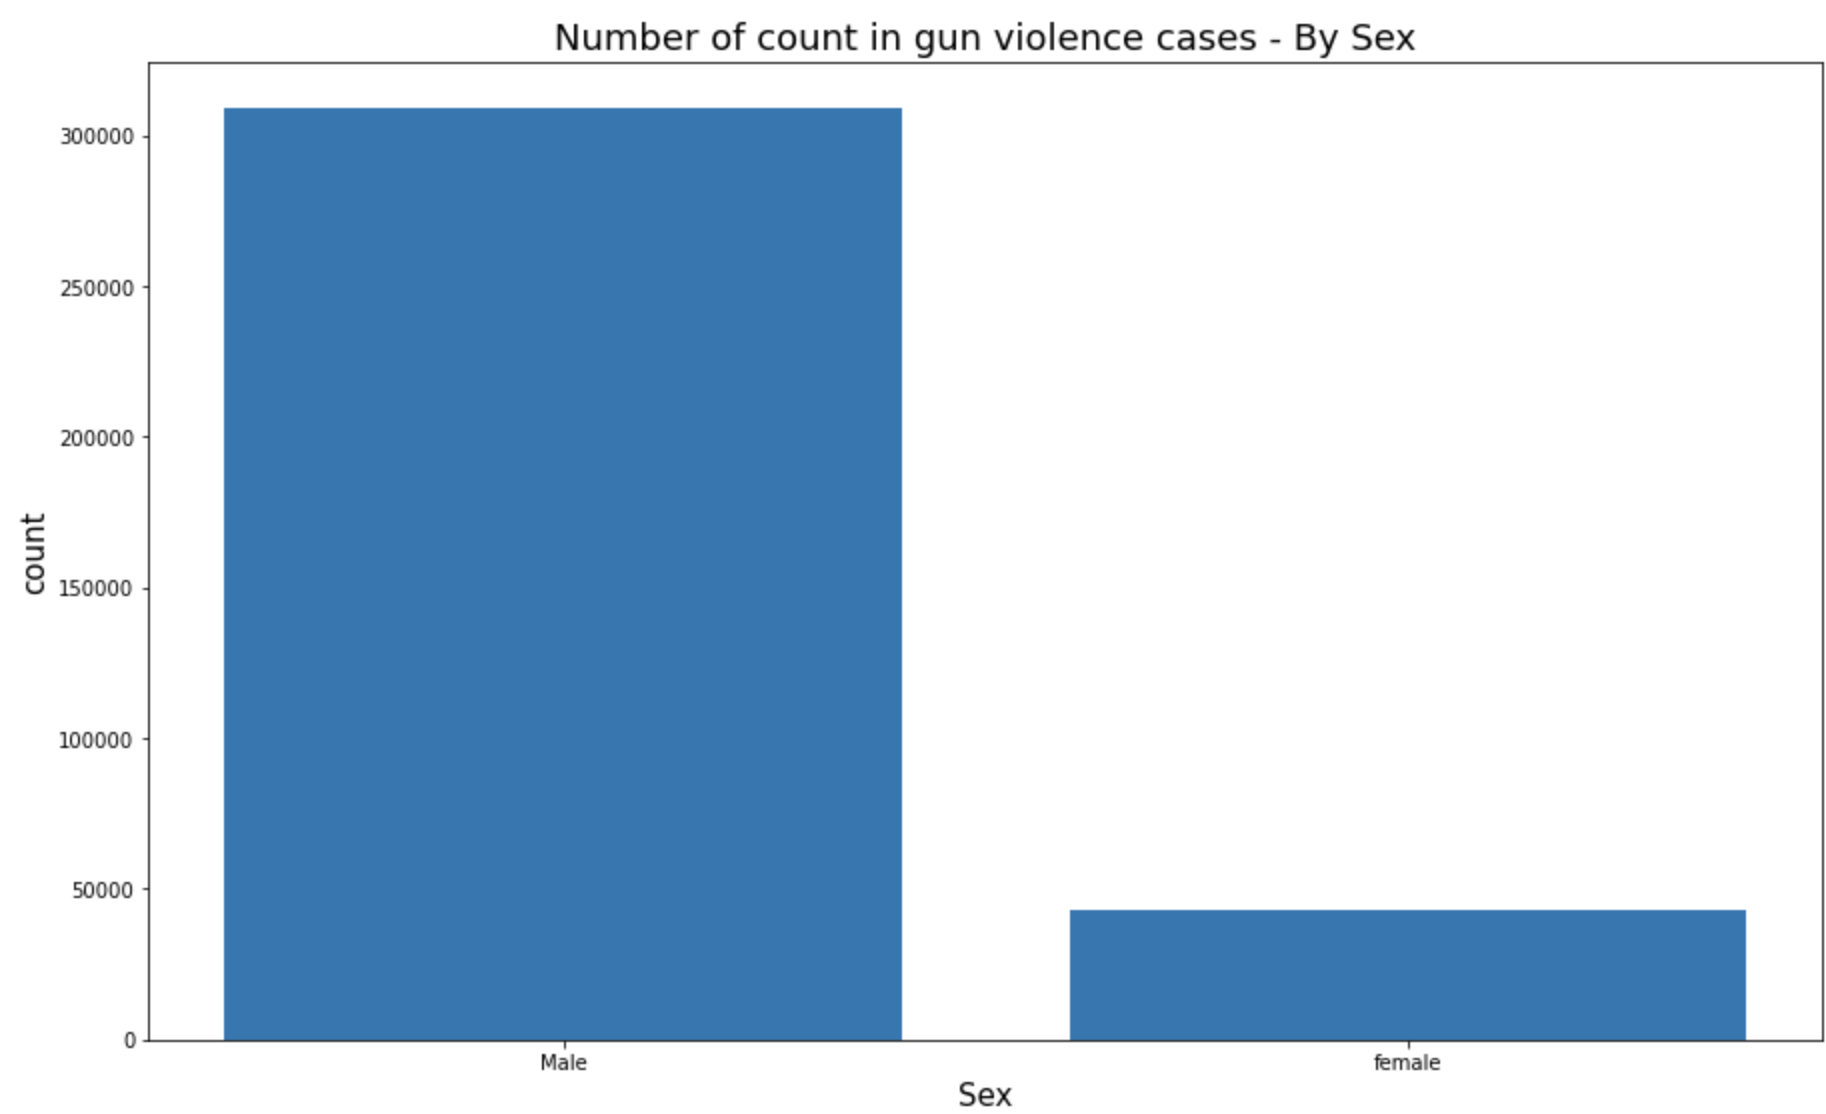 Number of count in gun violence cases - By Sex
300000
250000
200000
150000
100000
50000
0
count
Male
female
Sex